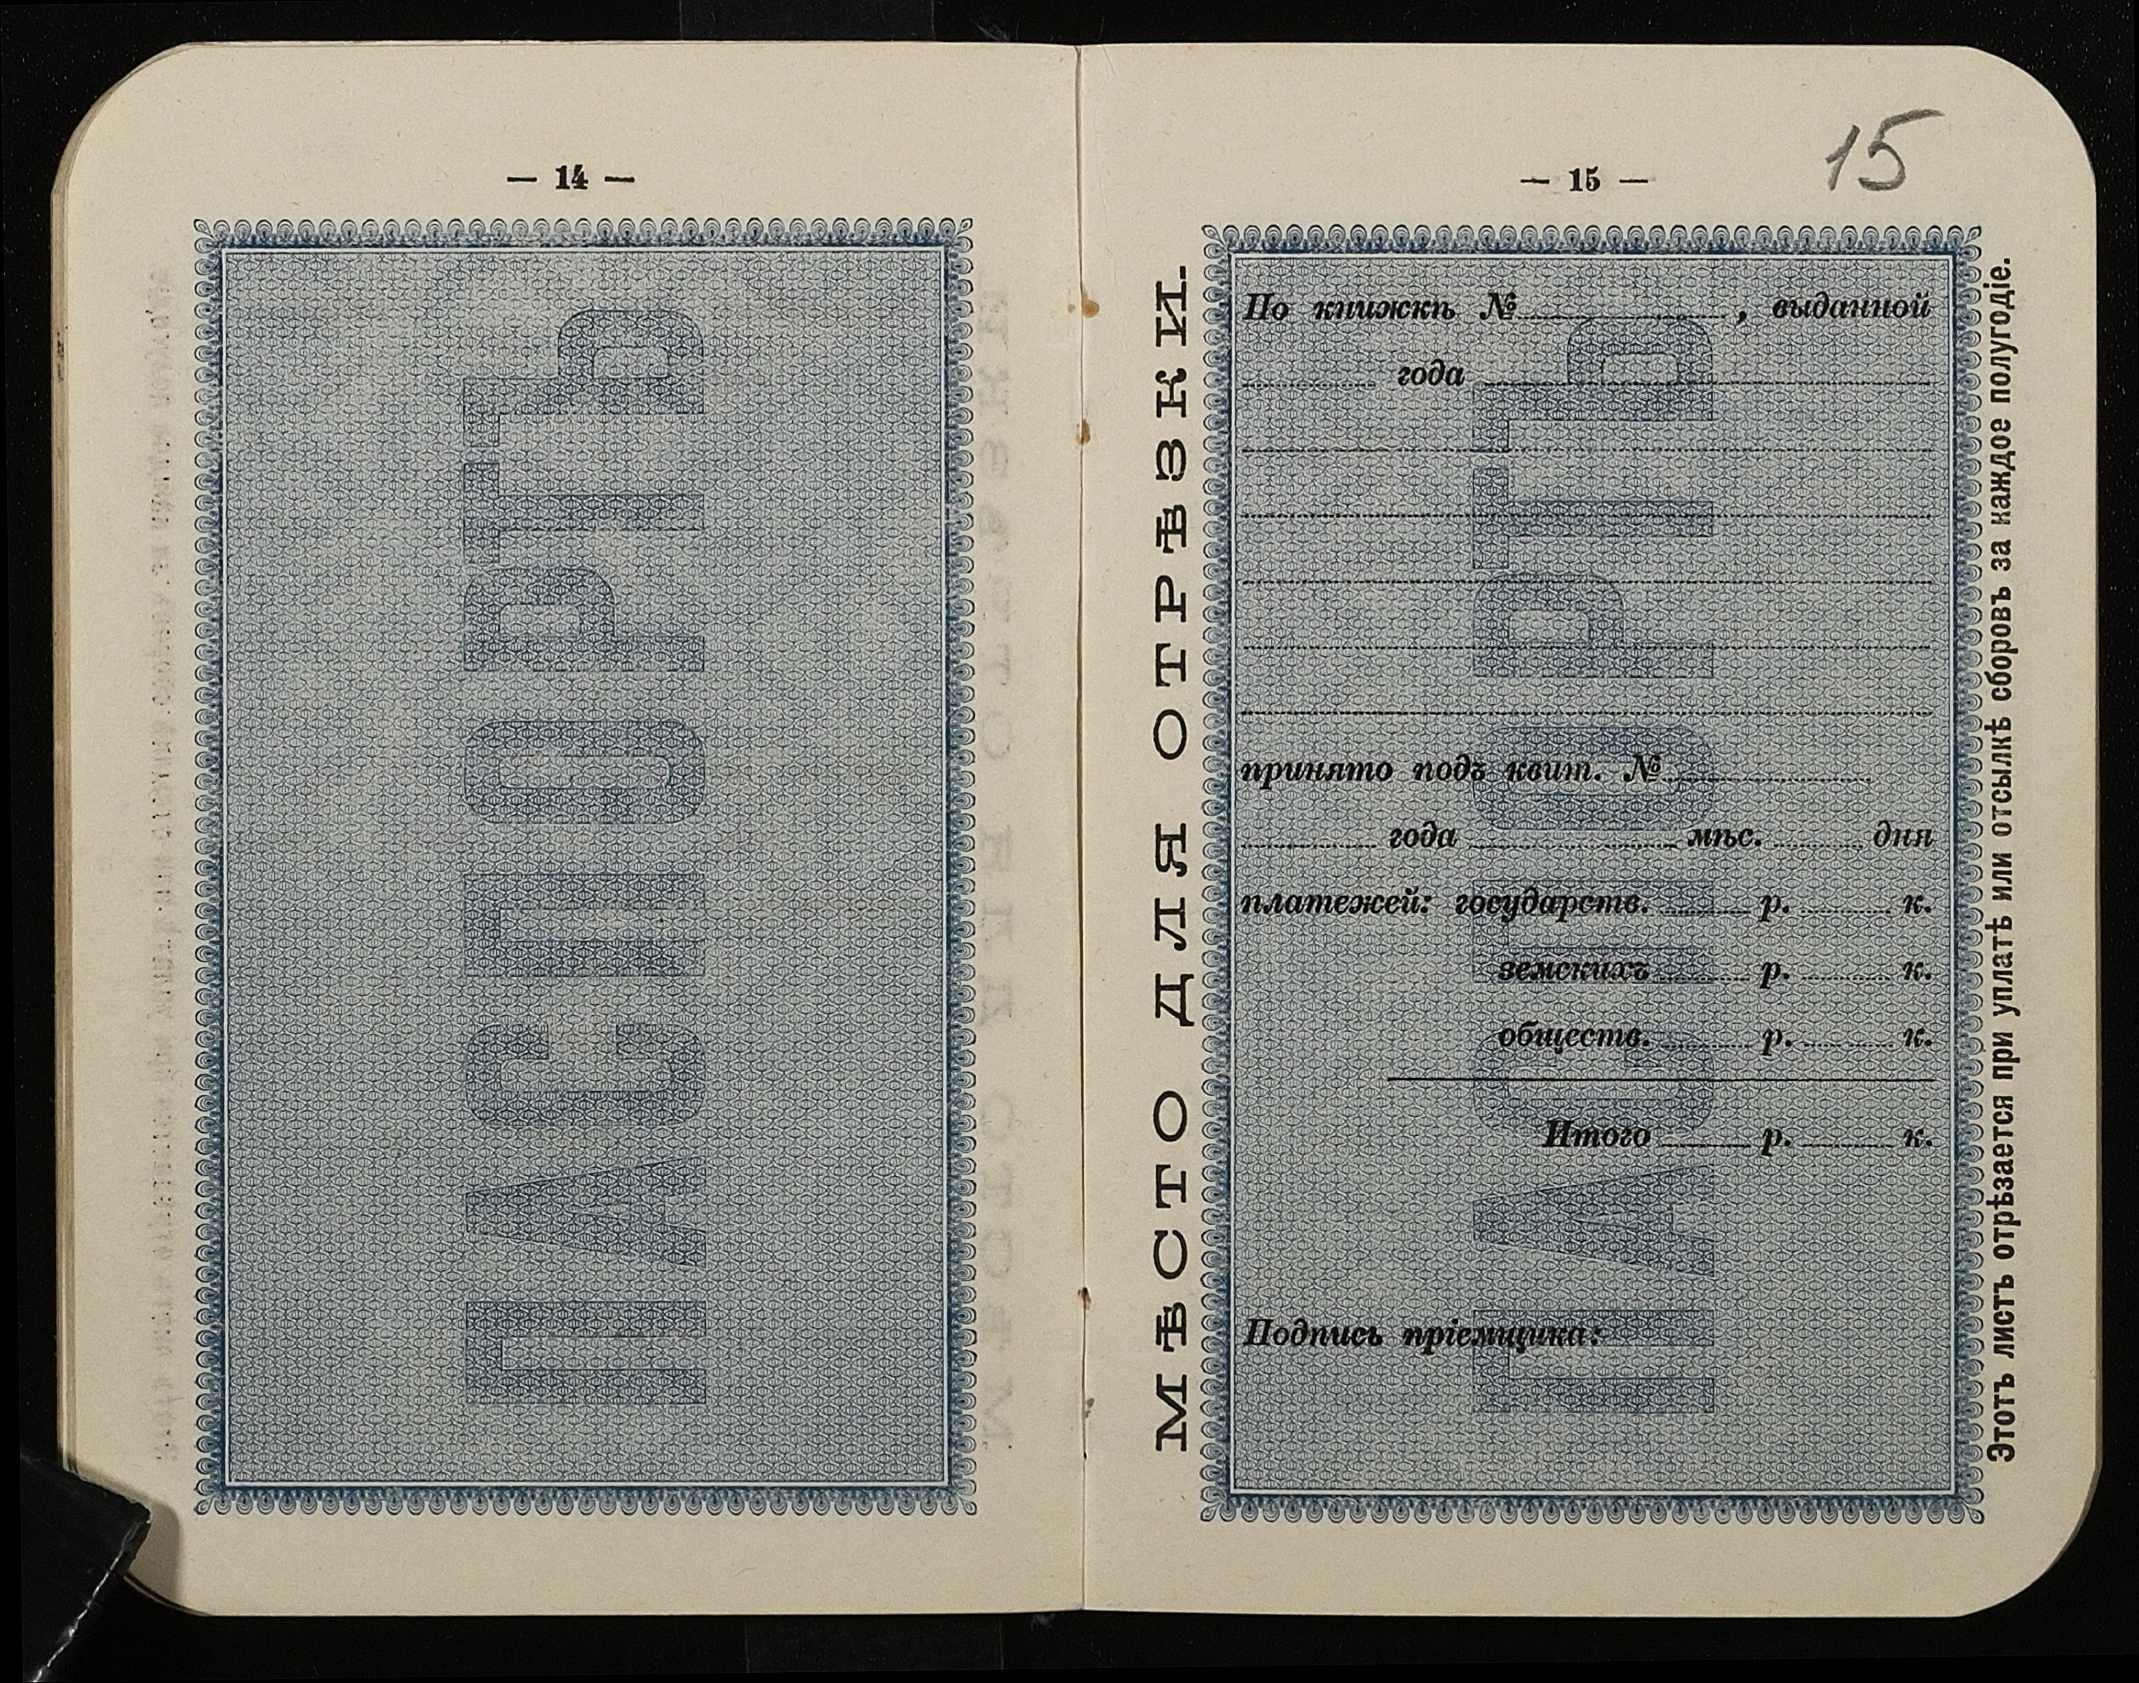 — 14 —
ПАСПОРТЪ
— 15 —
15
МѢСТО ДЛЯ ОТРѢЗКИ.
ПАСПОРТЪ
По книжкѣ № , выданной
года
принято подъ квит. №
года мѣс. дня
платежей: государств. р. к.
земскихъ р. к.
обществ. р. к.
Итого р. к.
Подпись пріемщика:
Этотъ листъ отрѣзается при уплатѣ или отсылкѣ сборовъ за каждое полугодіе.